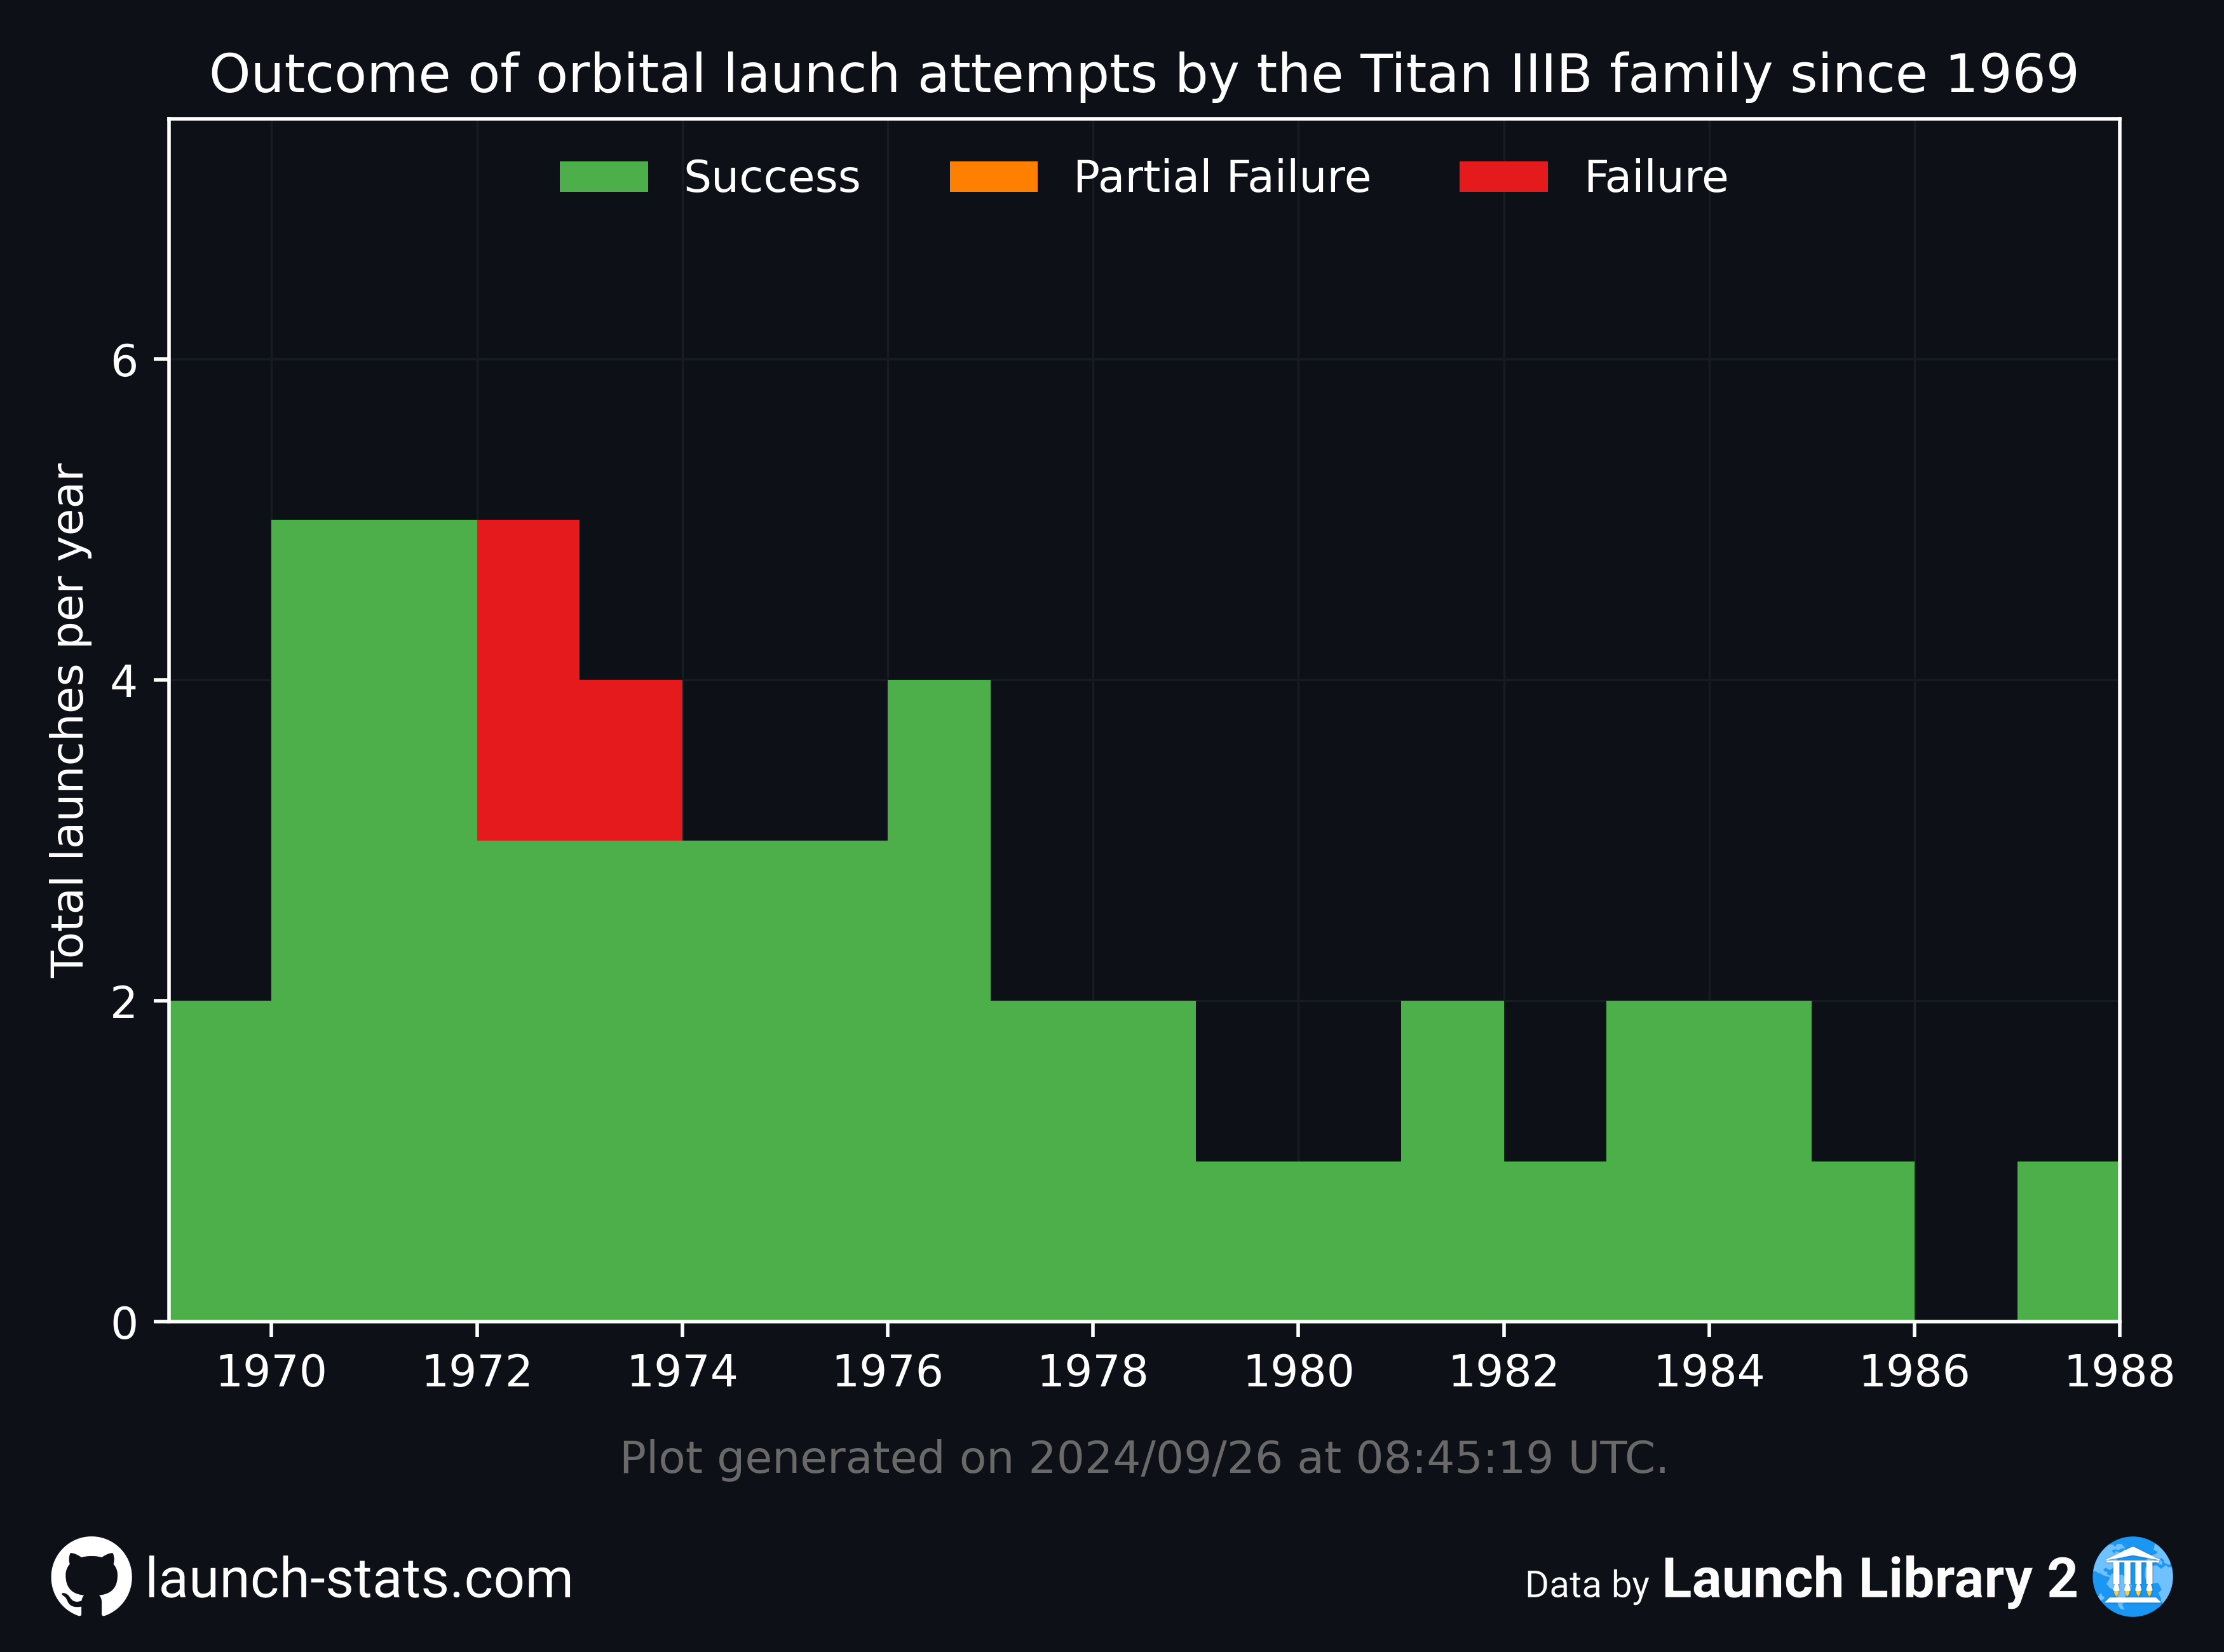 Outcome of orbital launch attempts by the Titan IIIB family since 1969
Success Partial Failure Failure
Total launches per year
6
4
2
0
1970 1972 1974 1976 1978 1980 1982 1984 1986 1988
Plot generated on 2024/09/26 at 08:45:19 UTC.
launch-stats.com
Data by Launch Library 2